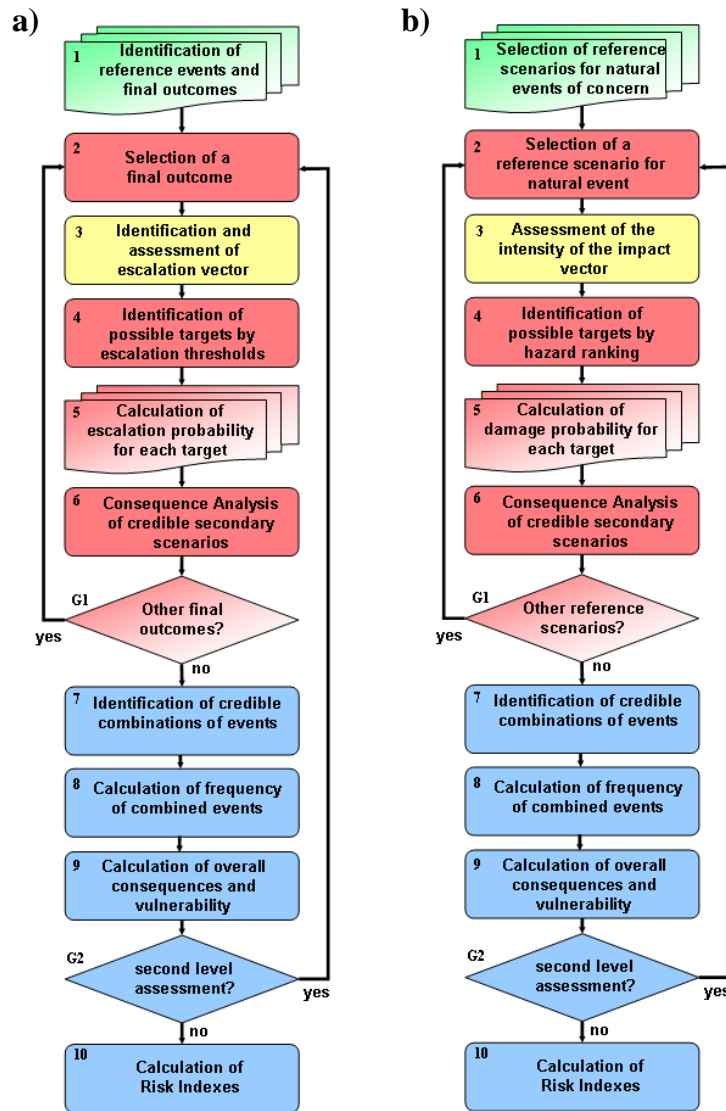 a)
1
Identification of
reference events and
final outcomes
2
Selection of a
final outcome
3
Identification and
assessment of
escalation vector
4
Identification of
possible targets by
escalation thresholds
5
Calculation of
escalation probability
for each target
6
Consequence Analysis
of credible secondary
scenarios
G1
Other final
outcomes?
yes
no
7
Identification of credible
combinations of events
8
Calculation of frequency
of combined events
9
Calculation of overall
consequences and
vulnerability
G2
second level
assessment?
yes
no
10
Calculation of
Risk Indexes
b)
1
Selection of reference
scenarios for natural
events of concern
2
Selection of a
reference scenario for
natural event
3
Assessment of the
intensity of the impact
vector
4
Identification of
possible targets by
hazard ranking
5
Calculation of
damage probability for
each target
6
Consequence Analysis
of credible secondary
scenarios
G1
Other reference
scenarios?
yes
no
7
Identification of credible
combinations of events
8
Calculation of frequency
of combined events
9
Calculation of overall
consequences and
vulnerability
G2
second level
assessment?
yes
no
10
Calculation of
Risk Indexes